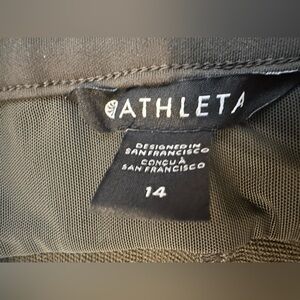 ATHLETA
DESIGNED IN
SAN FRANCISCO
CONÇU À
SAN FRANCISCO
14